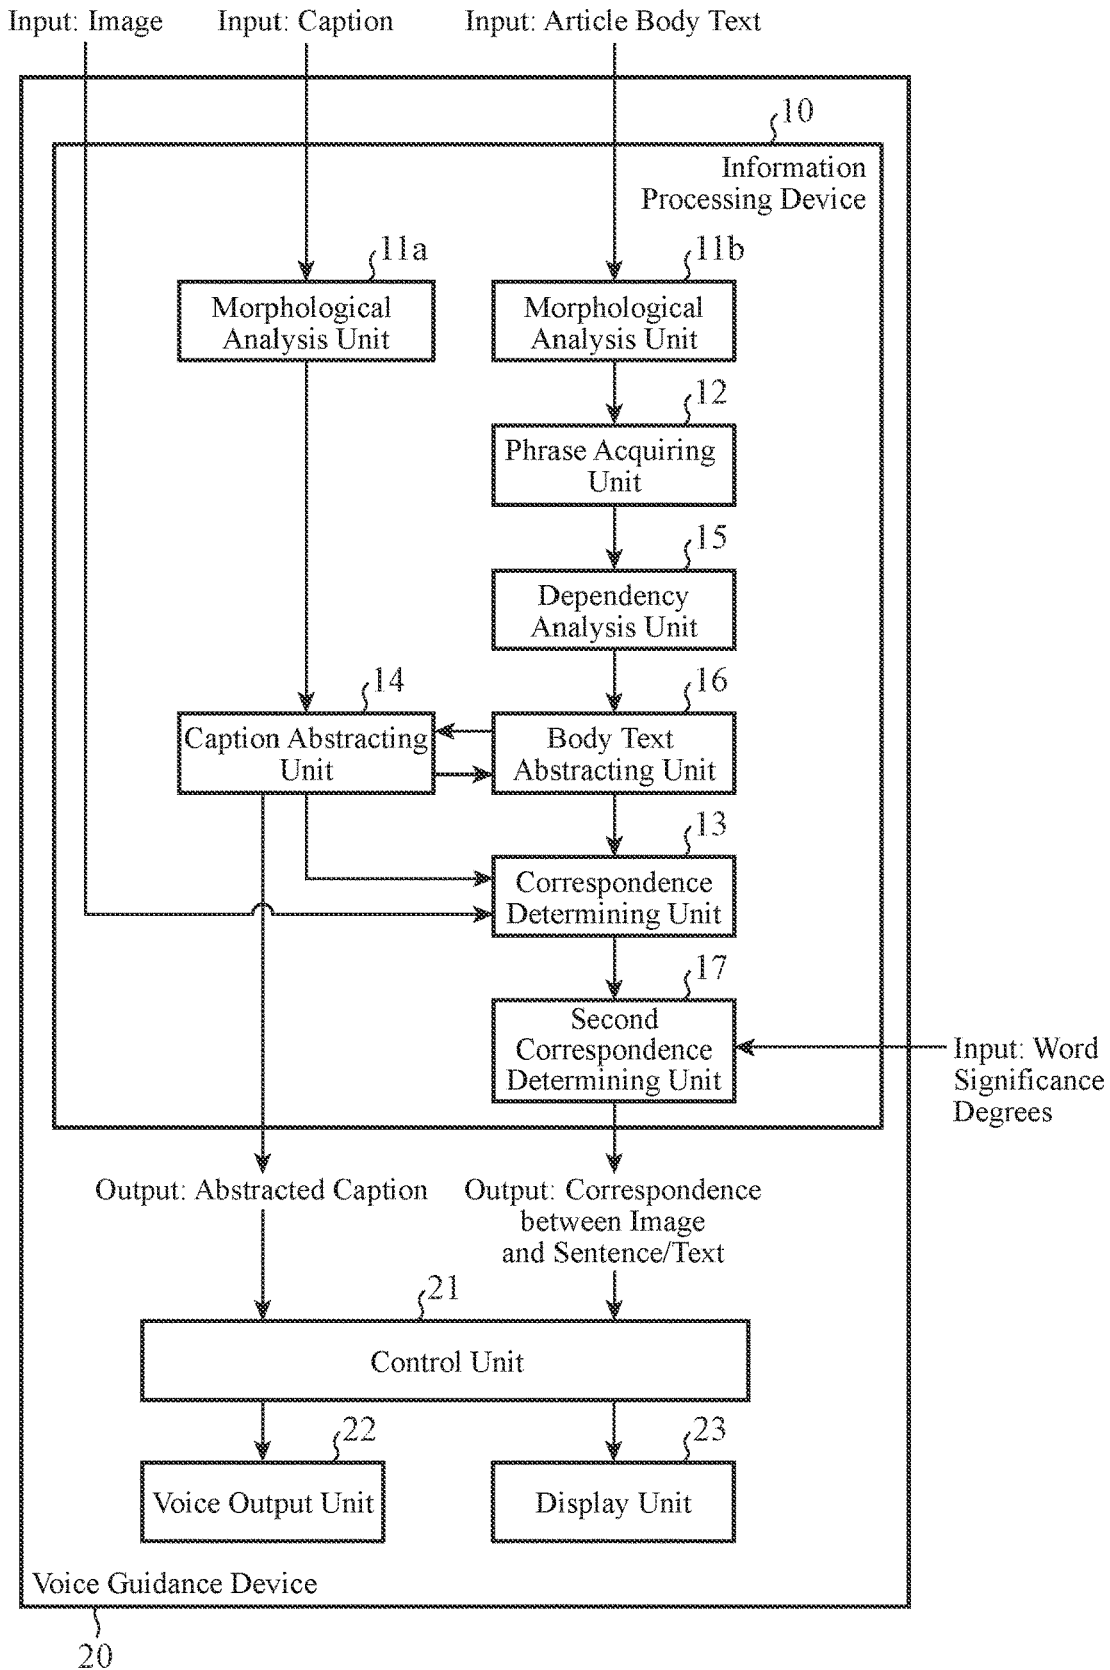 Input: Image
Input: Caption
Input: Article Body Text
10
Information
Processing Device
11a
Morphological
Analysis Unit
11b
Morphological
Analysis Unit
12
Phrase Acquiring
Unit
15
Dependency
Analysis Unit
14
Caption Abstracting
Unit
16
Body Text
Abstracting Unit
13
Correspondence
Determining Unit
17
Second
Correspondence
Determining Unit
Input: Word
Significance
Degrees
Output: Abstracted Caption
Output: Correspondence
between Image
and Sentence/Text
21
Control Unit
22
Voice Output Unit
23
Display Unit
Voice Guidance Device
20